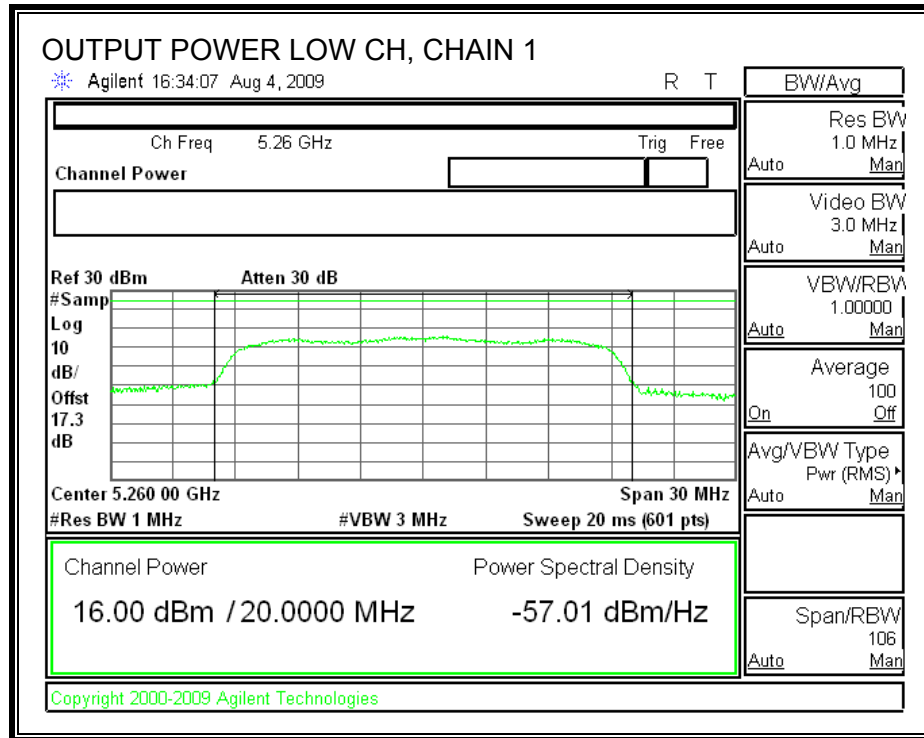 OUTPUT POWER LOW CH, CHAIN 1
Agilent 16:34:07 Aug 4, 2009 R T
Ch Freq 5.26 GHz Trig Free
Channel Power
Ref 30 dBm Atten 30 dB
#Samp
Log
10
dB/
Offst
17.3
dB
Center 5.260 00 GHz Span 30 MHz
#Res BW 1 MHz #VBW 3 MHz Sweep 20 ms (601 pts)
Channel Power Power Spectral Density
16.00 dBm / 20.0000 MHz -57.01 dBm/Hz
Copyright 2000-2009 Agilent Technologies
BW/Avg
Res BW
1.0 MHz
Auto Man
Video BW
3.0 MHz
Auto Man
VBW/RBW
1.00000
Auto Man
Average
100
On Off
Avg/VBW Type
Pwr (RMS)
Auto Man
Span/RBW
106
Auto Man